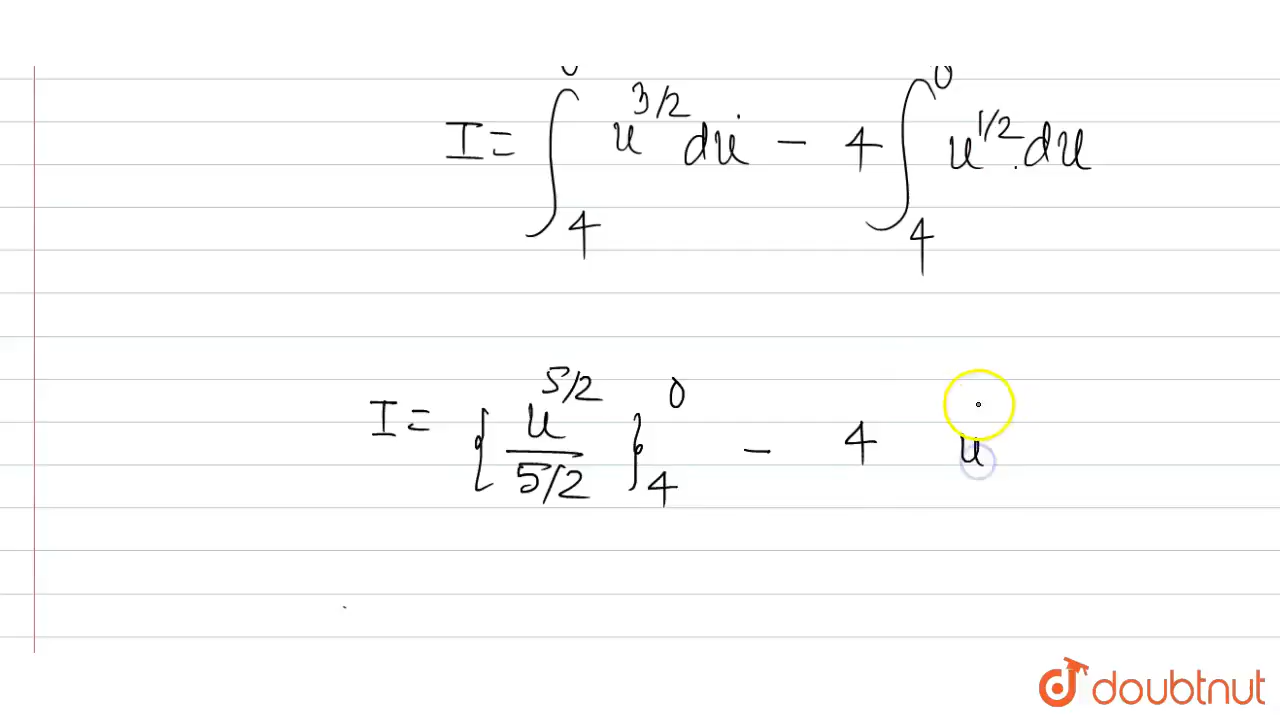 I = ∫₄⁰ u^{3/2} du − 4 ∫₄⁰ u^{1/2} . du
I = { u^{5/2} / 5/2 }₄⁰ − 4 u
doubtnut